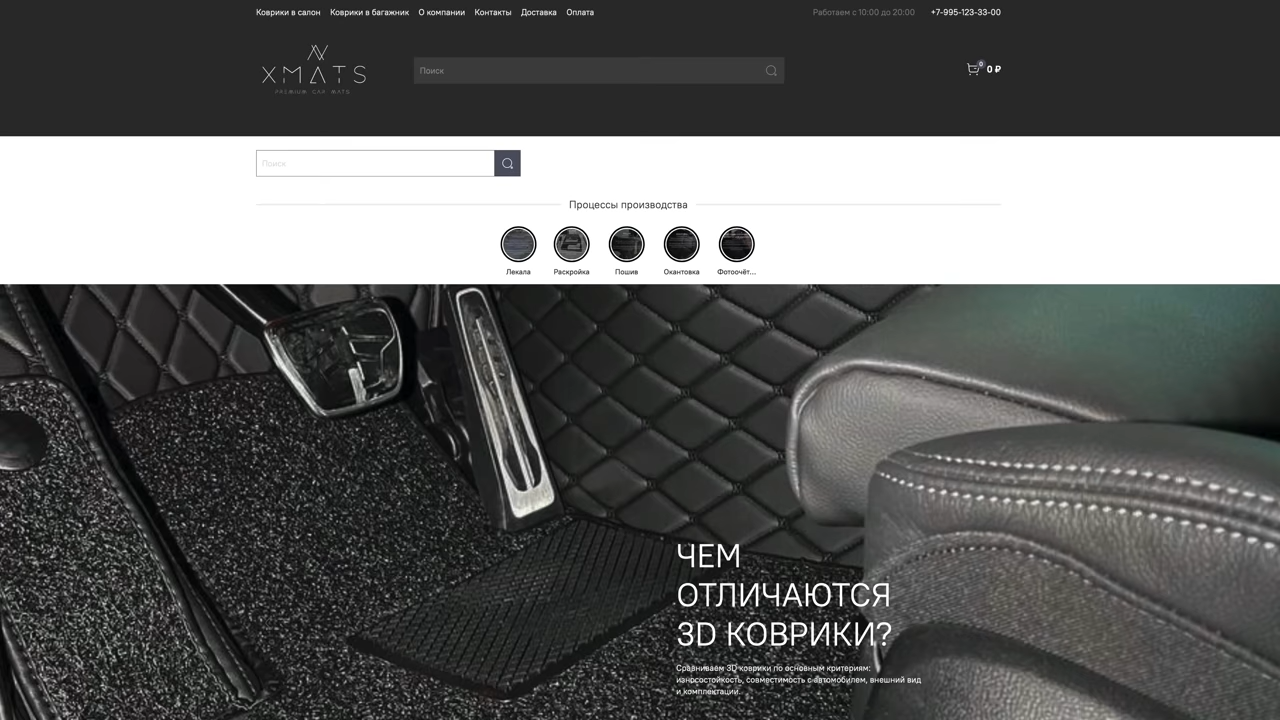 Коврики в салон Коврики в багажник О компании Контакты Доставка Оплата Работаем с 10:00 до 20:00 +7-995-123-33-00
XMATS
PREMIUM CAR MATS
Поиск
0
0 ₽
Поиск
Процессы производства
Лекала Раскройка Пошив Окантовка Фотоочёт...
ЧЕМ
ОТЛИЧАЮТСЯ
3D КОВРИКИ?
Сравниваем 3D коврики по основным критериям:
износостойкость, совместимость с автомобилем, внешний вид
и комплектации.